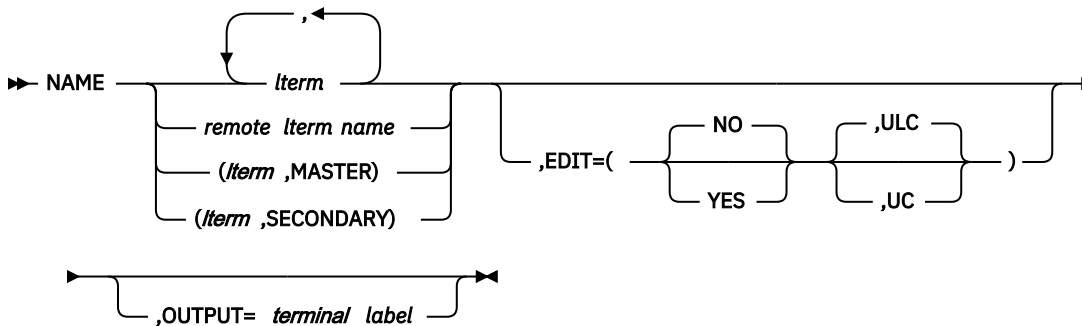 ,
NAME lterm
remote lterm name
(lterm ,MASTER)
(lterm ,SECONDARY)
,EDIT=( NO ,ULC )
YES ,UC
,OUTPUT= terminal label